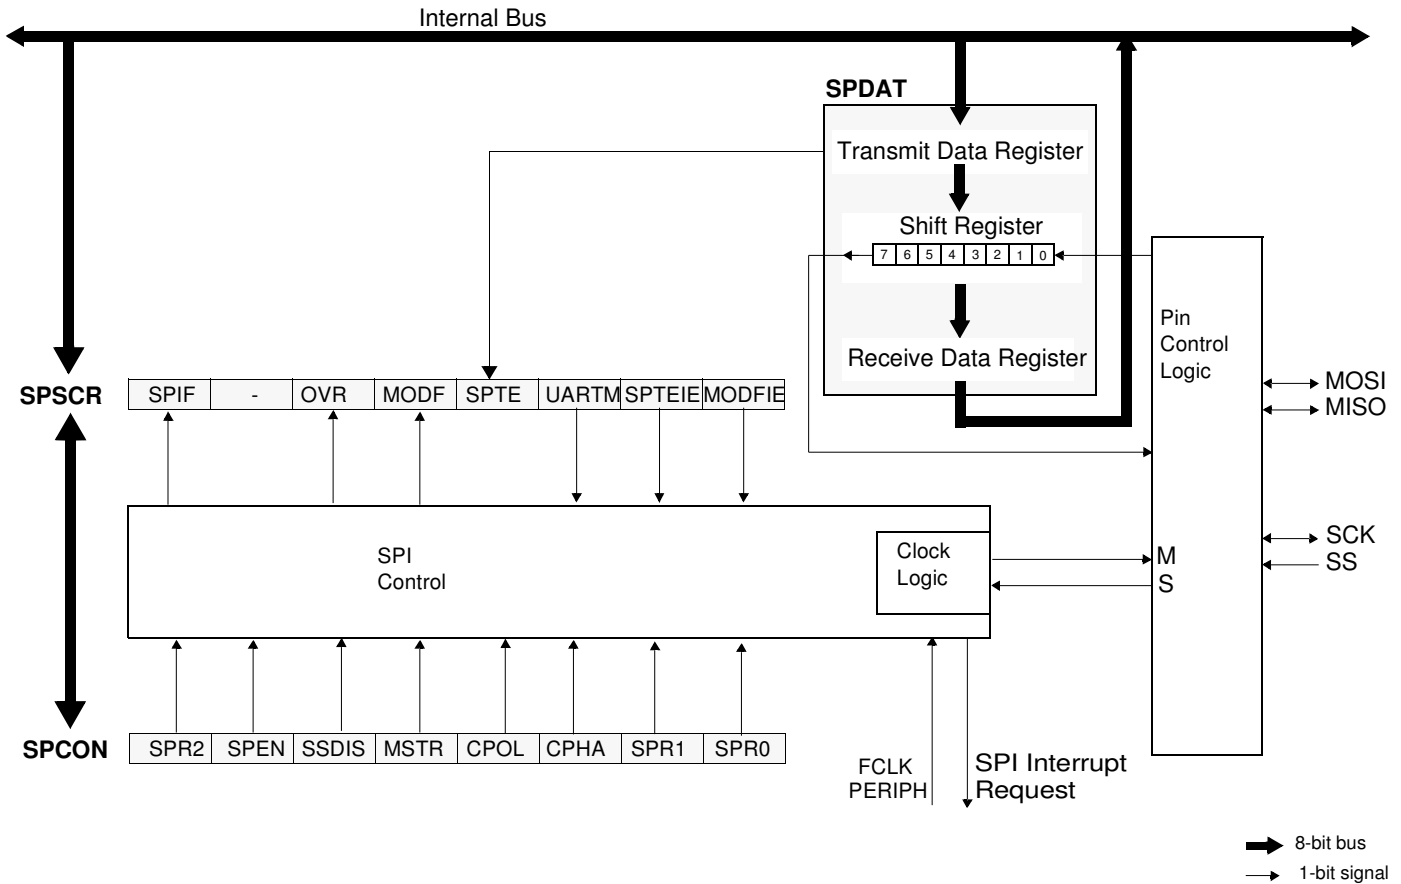 Internal Bus
SPDAT
Transmit Data Register
Shift Register
7 6 5 4 3 2 1 0
Pin
Control
Logic
Receive Data Register
MOSI
MISO
SPSCR SPIF - OVR MODF SPTE UARTM SPTEIE MODFIE
SPI
Control
Clock
Logic
M
S
SCK
SS
SPCON SPR2 SPEN SSDIS MSTR CPOL CPHA SPR1 SPR0
FCLK
PERIPH
SPI Interrupt
Request
8-bit bus
1-bit signal